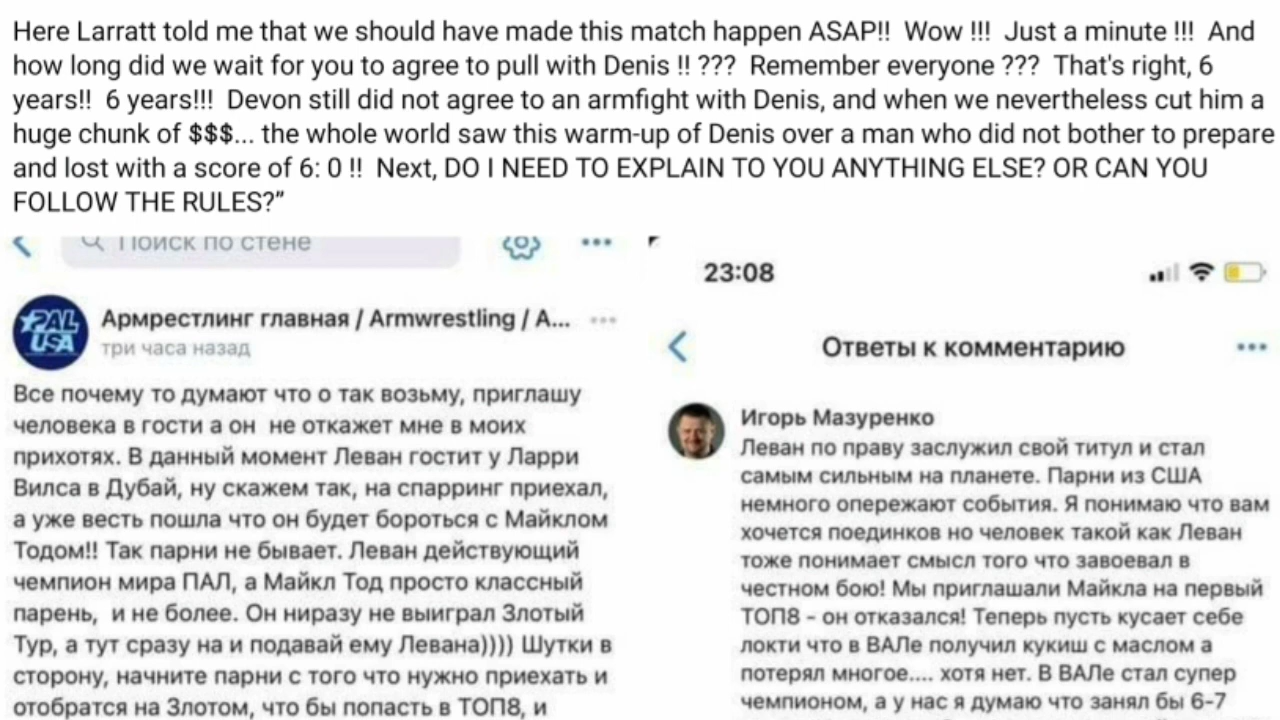 Here Larratt told me that we should have made this match happen ASAP!!  Wow !!!  Just a minute !!!  And
how long did we wait for you to agree to pull with Denis !! ???  Remember everyone ???  That's right, 6
years!!  6 years!!!  Devon still did not agree to an armfight with Denis, and when we nevertheless cut him a
huge chunk of $$$... the whole world saw this warm-up of Denis over a man who did not bother to prepare
and lost with a score of 6: 0 !!  Next, DO I NEED TO EXPLAIN TO YOU ANYTHING ELSE? OR CAN YOU
FOLLOW THE RULES?”
Поиск по стене
PAL
USA
Армрестлинг главная / Armwrestling / A...
три часа назад
Все почему то думают что о так возьму, приглашу
человека в гости а он не откажет мне в моих
прихотях. В данный момент Леван гостит у Ларри
Вилса в Дубай, ну скажем так, на спарринг приехал,
а уже весть пошла что он будет бороться с Майклом
Тодом!! Так парни не бывает. Леван действующий
чемпион мира ПАЛ, а Майкл Тод просто классный
парень, и не более. Он ниразу не выиграл Злотый
Тур, а тут сразу на и подавай ему Левана)))) Шутки в
сторону, начните парни с того что нужно приехать и
отобратся на Злотом, что бы попасть в ТОП8, и
23:08
Ответы к комментарию
Игорь Мазуренко
Леван по праву заслужил свой титул и стал
самым сильным на планете. Парни из США
немного опережают события. Я понимаю что вам
хочется поединков но человек такой как Леван
тоже понимает смысл того что завоевал в
честном бою! Мы приглашали Майкла на первый
ТОП8 - он отказался! Теперь пусть кусает себе
локти что в ВАЛе получил кукиш с маслом а
потерял многое.... хотя нет. В ВАЛе стал супер
чемпионом, а у нас я думаю что занял бы 6-7